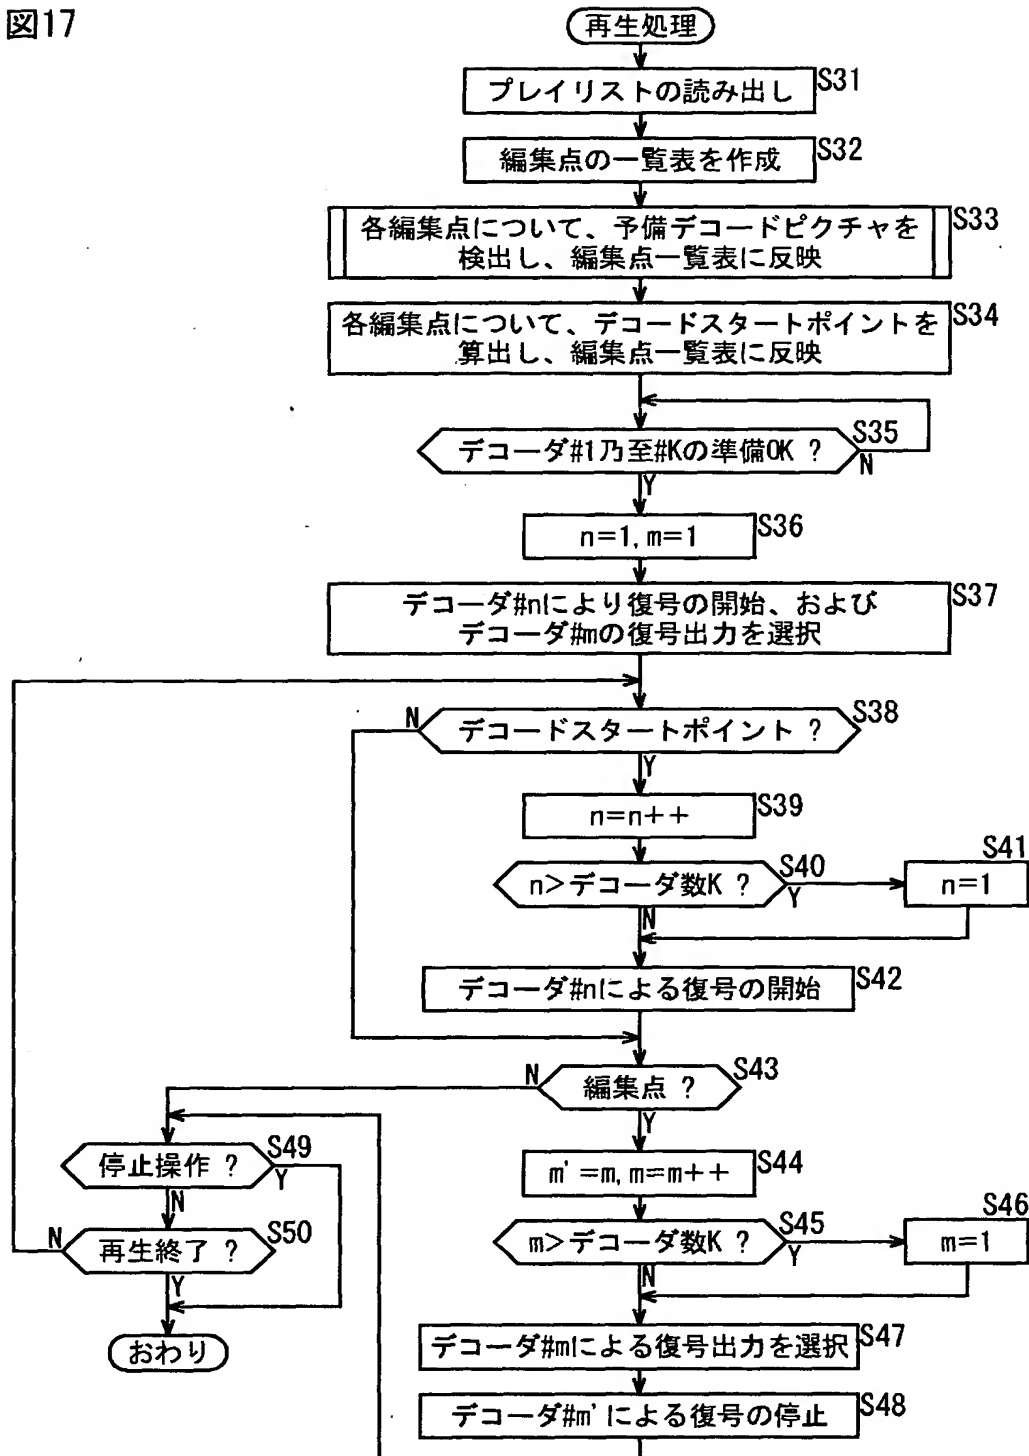 図17
再生処理
プレイリストの読み出し
S31
編集点の一覧表を作成
S32
各編集点について、予備デコードピクチャを
検出し、編集点一覧表に反映
S33
各編集点について、デコードスタートポイントを
算出し、編集点一覧表に反映
S34
デコーダ#1乃至#Kの準備OK ?
S35
N
Y
n=1, m=1
S36
デコーダ#nにより復号の開始、および
デコーダ#mの復号出力を選択
S37
N
デコードスタートポイント ?
S38
Y
n=n++
S39
n>デコーダ数K ?
S40
Y
n=1
S41
N
デコーダ#nによる復号の開始
S42
N
編集点 ?
S43
Y
停止操作 ?
S49
Y
N
m'=m, m=m++
S44
N
再生終了 ?
S50
Y
m>デコーダ数K ?
S45
Y
m=1
S46
N
おわり
デコーダ#mによる復号出力を選択
S47
デコーダ#m'による復号の停止
S48